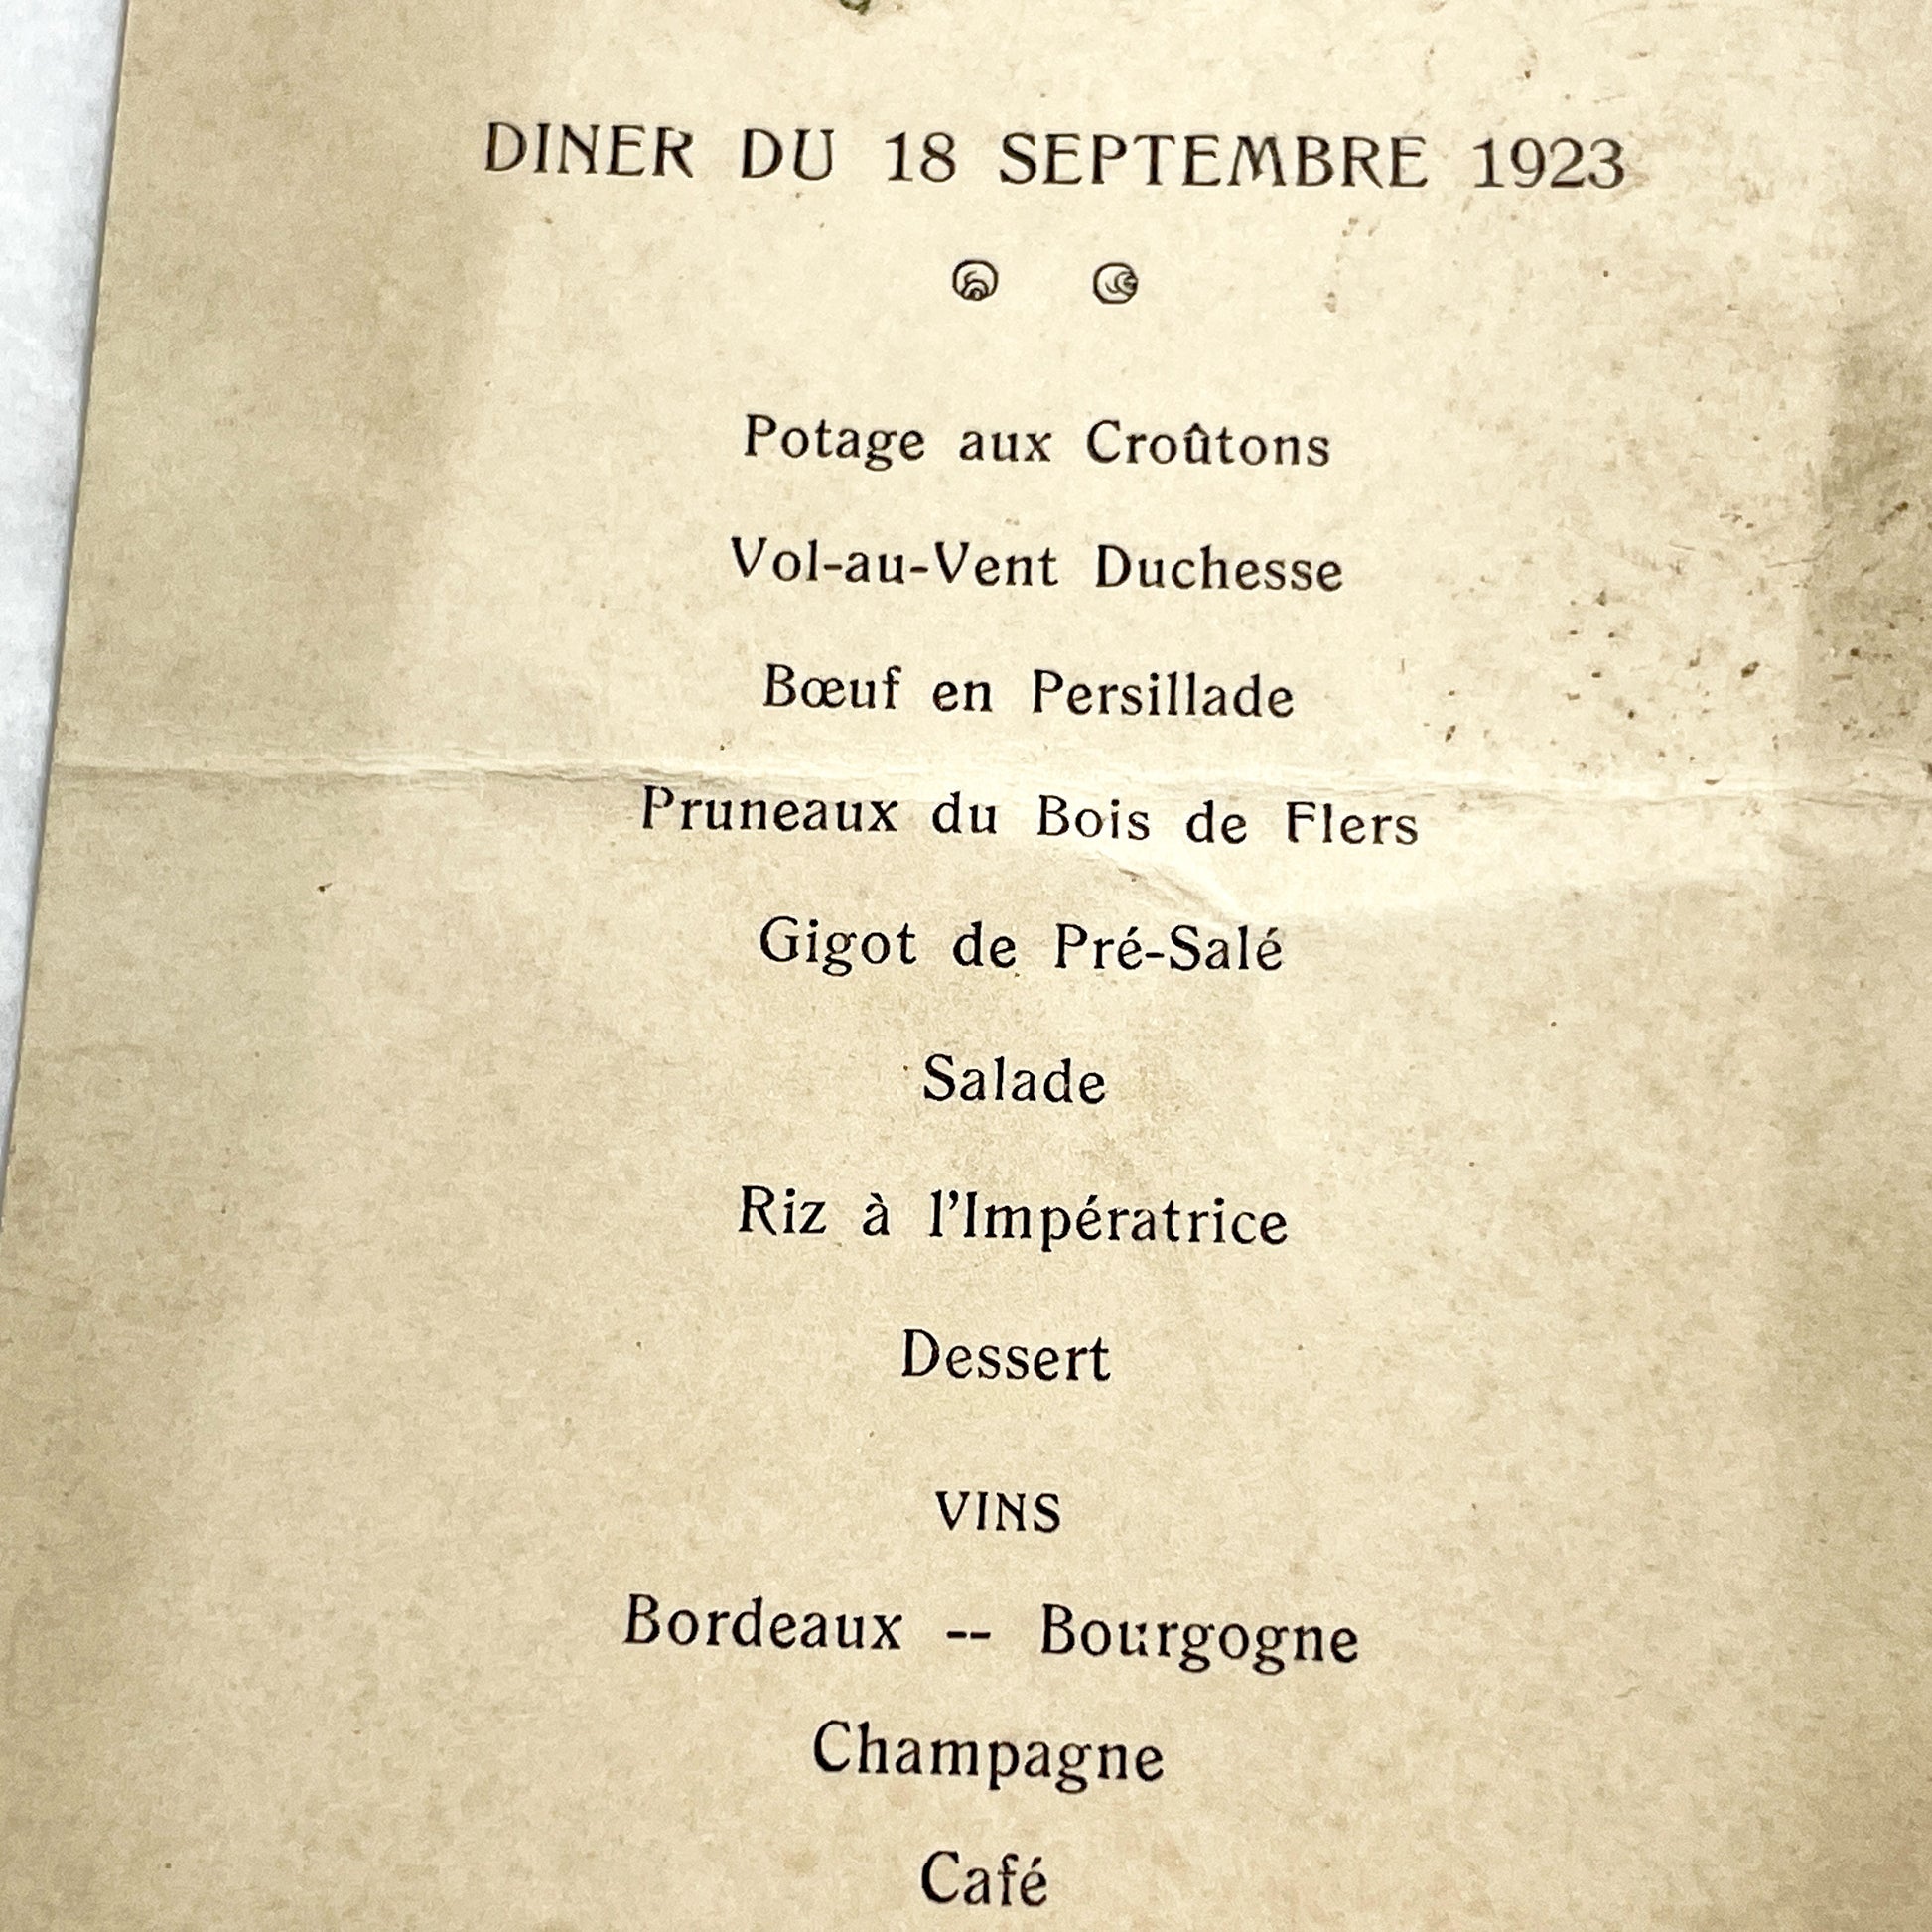 DINER DU 18 SEPTEMBRE 1923
Potage aux Croûtons
Vol-au-Vent Duchesse
Bœuf en Persillade
Pruneaux du Bois de Flers
Gigot de Pré-Salé
Salade
Riz à l'Impératrice
Dessert
VINS
Bordeaux -- Bourgogne
Champagne
Café